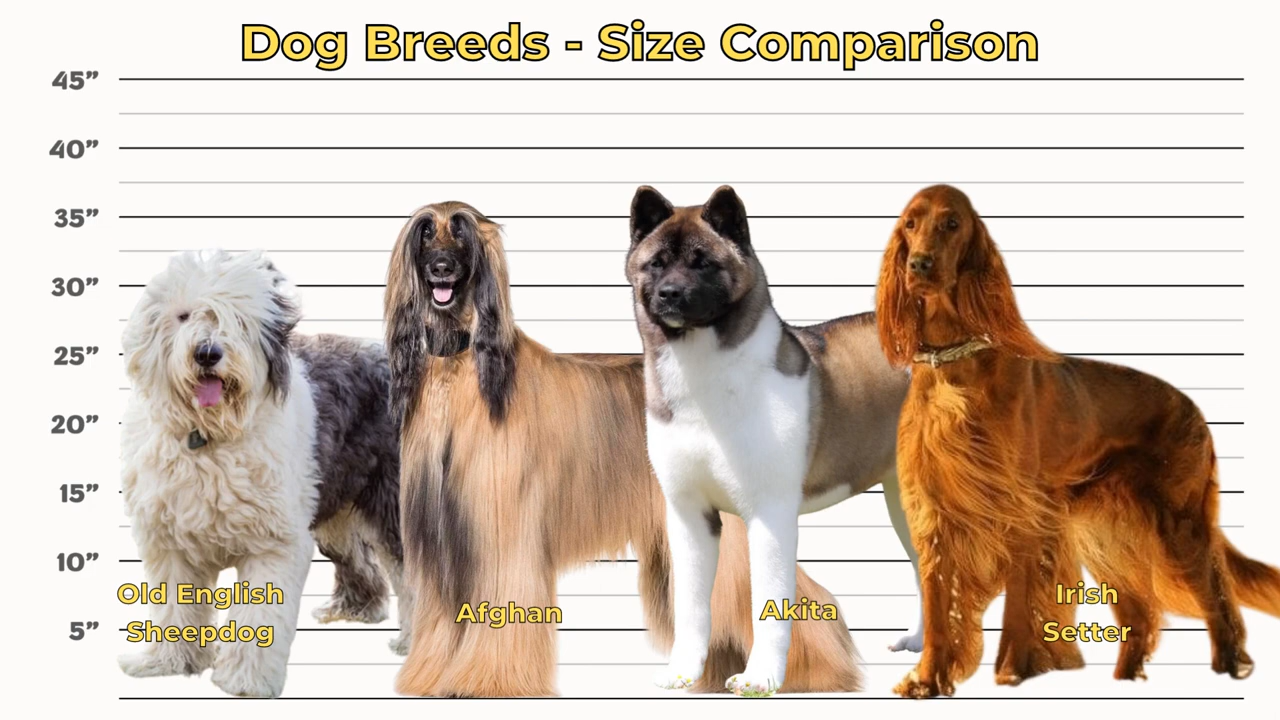 Dog Breeds - Size Comparison
45”
40”
35”
30”
25”
20”
15”
10”
5”
Old English
Sheepdog
Afghan
Akita
Irish
Setter